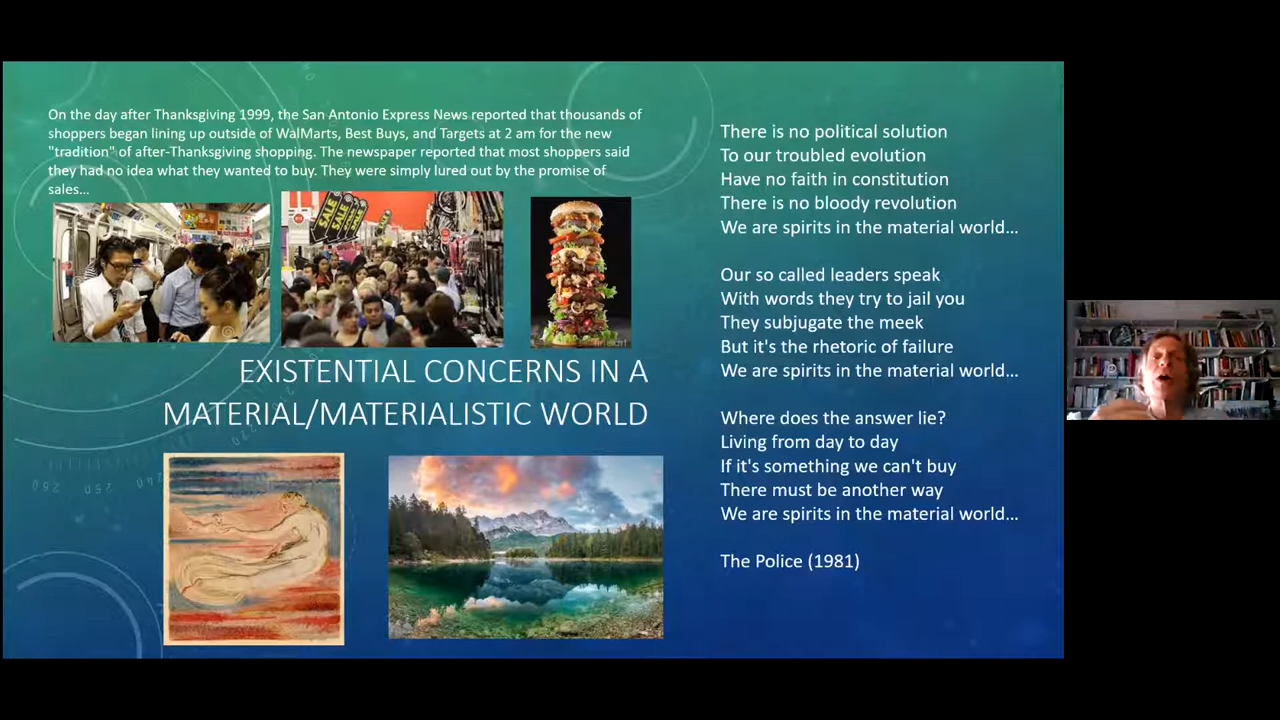 On the day after Thanksgiving 1999, the San Antonio Express News reported that thousands of
shoppers began lining up outside of WalMarts, Best Buys, and Targets at 2 am for the new
"tradition" of after-Thanksgiving shopping. The newspaper reported that most shoppers said
they had no idea what they wanted to buy. They were simply lured out by the promise of
sales...
SALE
SALE
SALE
SALE
EXISTENTIAL CONCERNS IN A
MATERIAL/MATERIALISTIC WORLD
260
250
240
There is no political solution
To our troubled evolution
Have no faith in constitution
There is no bloody revolution
We are spirits in the material world...
Our so called leaders speak
With words they try to jail you
They subjugate the meek
But it's the rhetoric of failure
We are spirits in the material world...
Where does the answer lie?
Living from day to day
If it's something we can't buy
There must be another way
We are spirits in the material world...
The Police (1981)